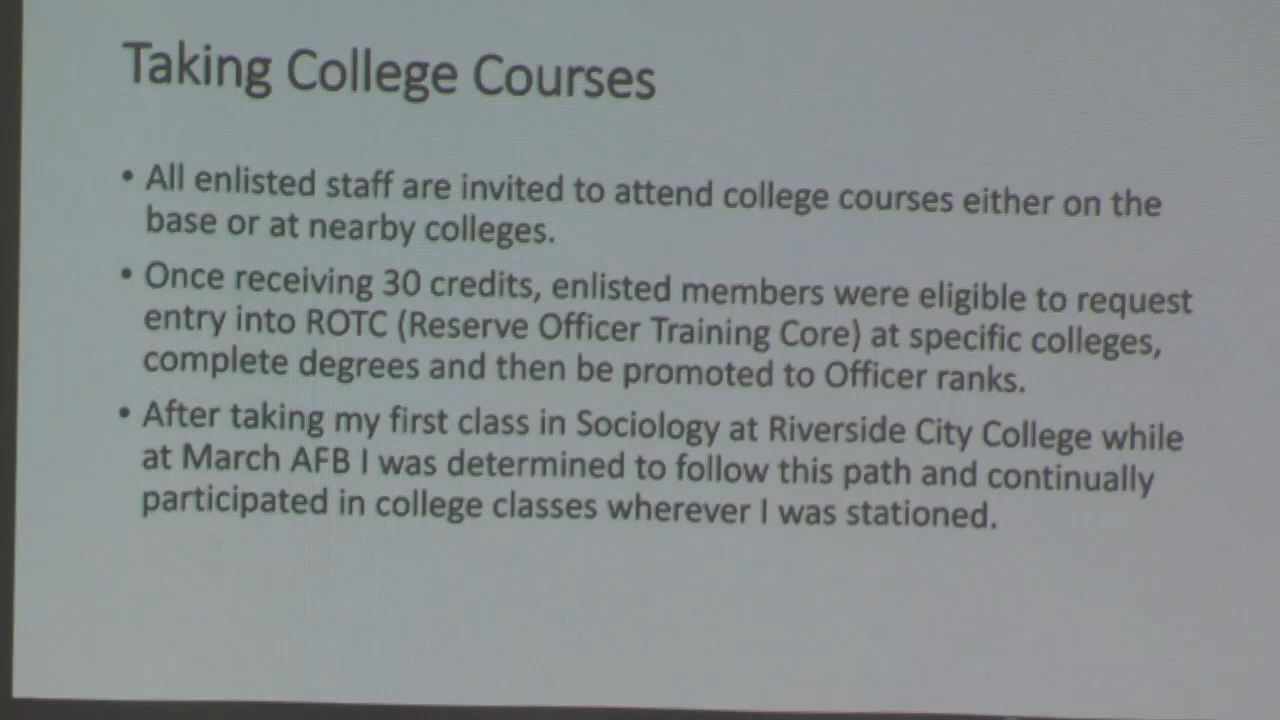 Taking College Courses
• All enlisted staff are invited to attend college courses either on the
base or at nearby colleges.
• Once receiving 30 credits, enlisted members were eligible to request
entry into ROTC (Reserve Officer Training Core) at specific colleges,
complete degrees and then be promoted to Officer ranks.
• After taking my first class in Sociology at Riverside City College while
at March AFB I was determined to follow this path and continually
participated in college classes wherever I was stationed.